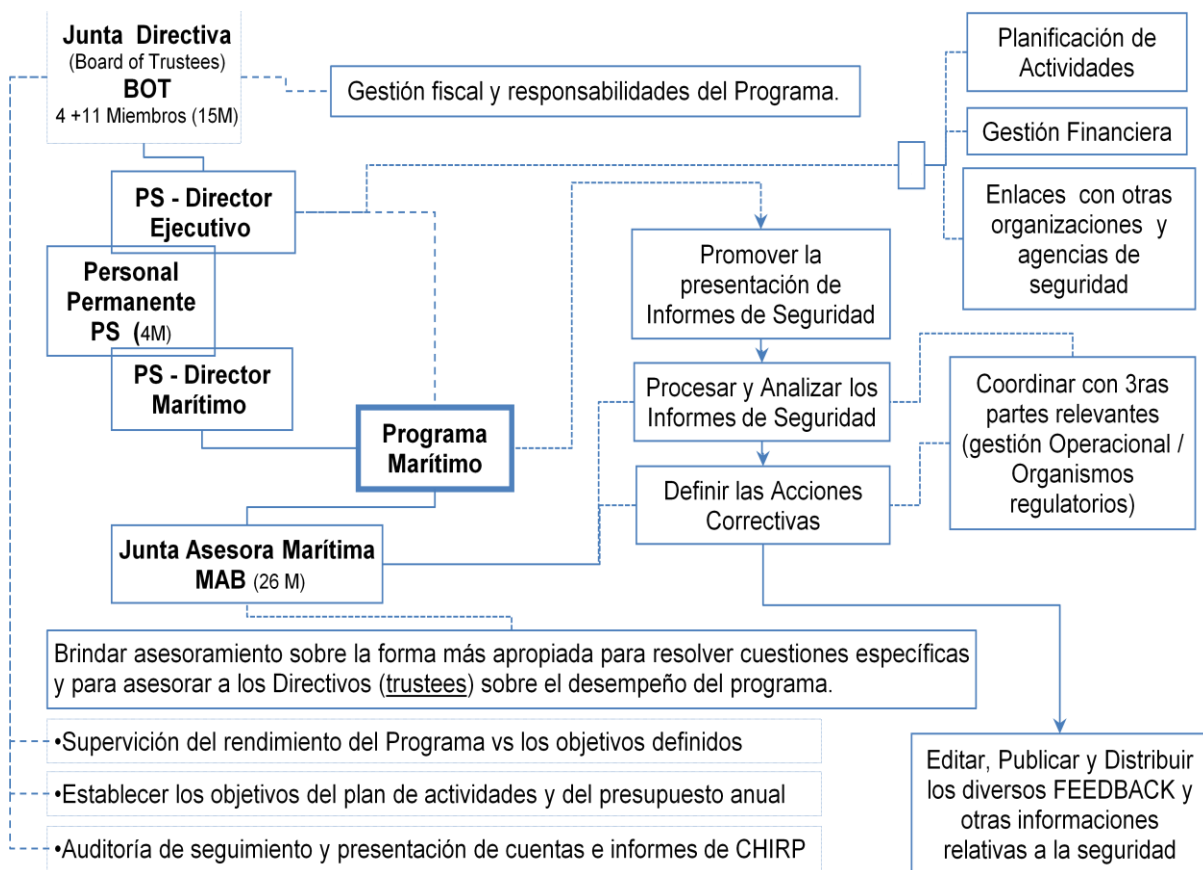 Junta Directiva
(Board of Trustees)
BOT
4 +11 Miembros (15M)
Gestión fiscal y responsabilidades del Programa.
Planificación de
Actividades
Gestión Financiera
Enlaces con otras
organizaciones y
agencias de
seguridad
PS - Director
Ejecutivo
Personal
Permanente
PS (4M)
PS - Director
Marítimo
Programa
Marítimo
Junta Asesora Marítima
MAB (26 M)
Promover la
presentación de
Informes de Seguridad
Procesar y Analizar los
Informes de Seguridad
Definir las Acciones
Correctivas
Coordinar con 3ras
partes relevantes
(gestión Operacional /
Organismos
regulatorios)
Brindar asesoramiento sobre la forma más apropiada para resolver cuestiones específicas
y para asesorar a los Directivos (trustees) sobre el desempeño del programa.
•Supervición del rendimiento del Programa vs los objetivos definidos
•Establecer los objetivos del plan de actividades y del presupuesto anual
•Auditoría de seguimiento y presentación de cuentas e informes de CHIRP
Editar, Publicar y Distribuir
los diversos FEEDBACK y
otras informaciones
relativas a la seguridad